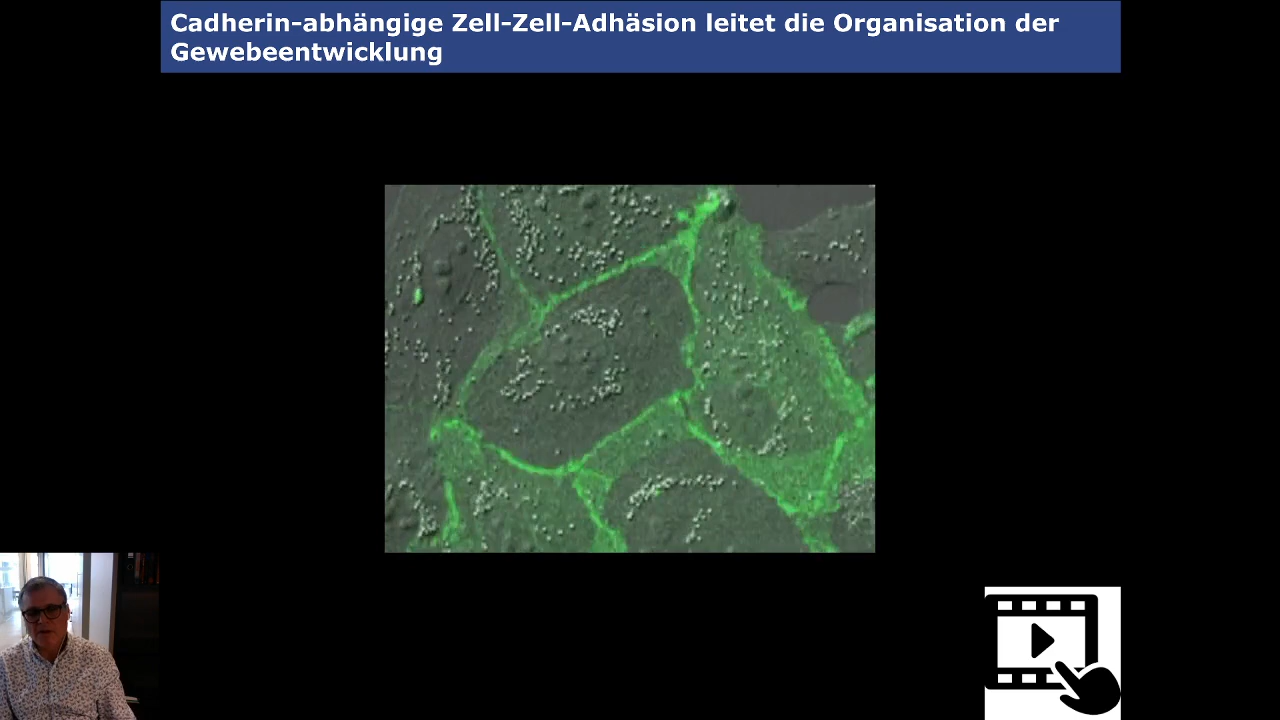 Cadherin-abhängige Zell-Zell-Adhäsion leitet die Organisation der
Gewebeentwicklung